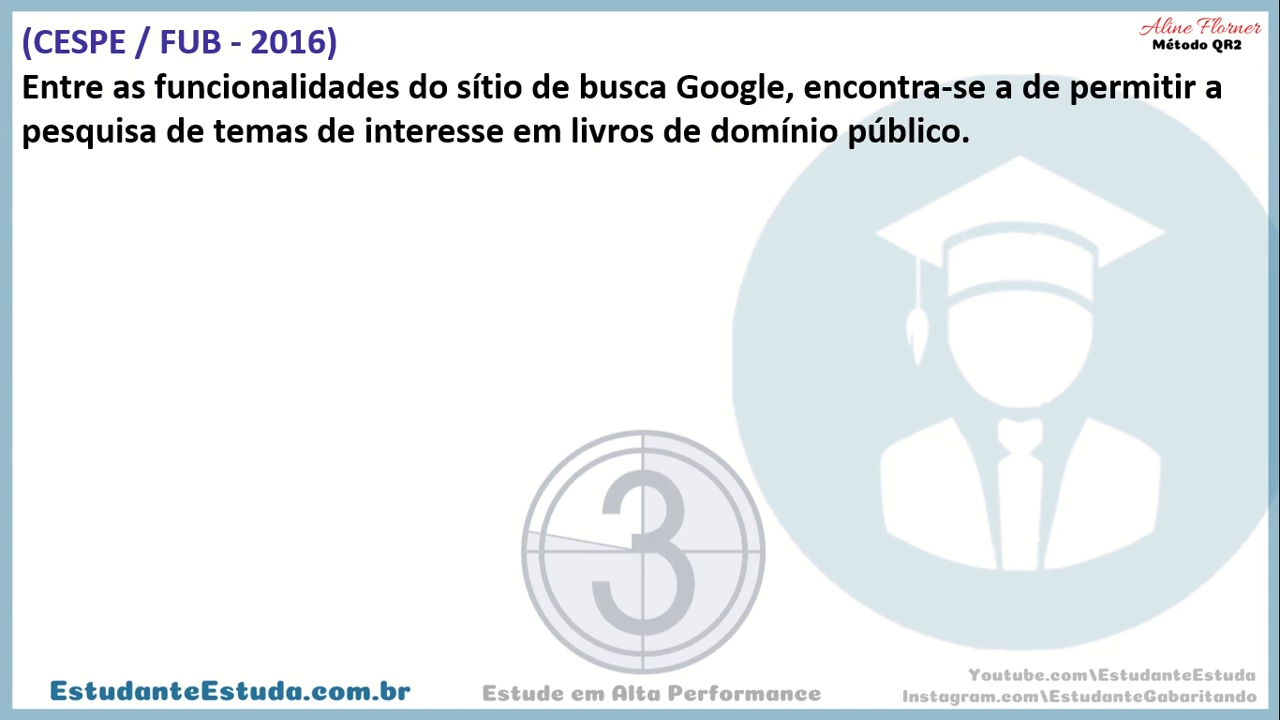 (CESPE / FUB - 2016)
Aline Florner
Método QR2
Entre as funcionalidades do sítio de busca Google, encontra-se a de permitir a
pesquisa de temas de interesse em livros de domínio público.
3
EstudanteEstuda.com.br
Estude em Alta Performance
Youtube.com\EstudanteEstuda
Instagram.com\EstudanteGabaritando